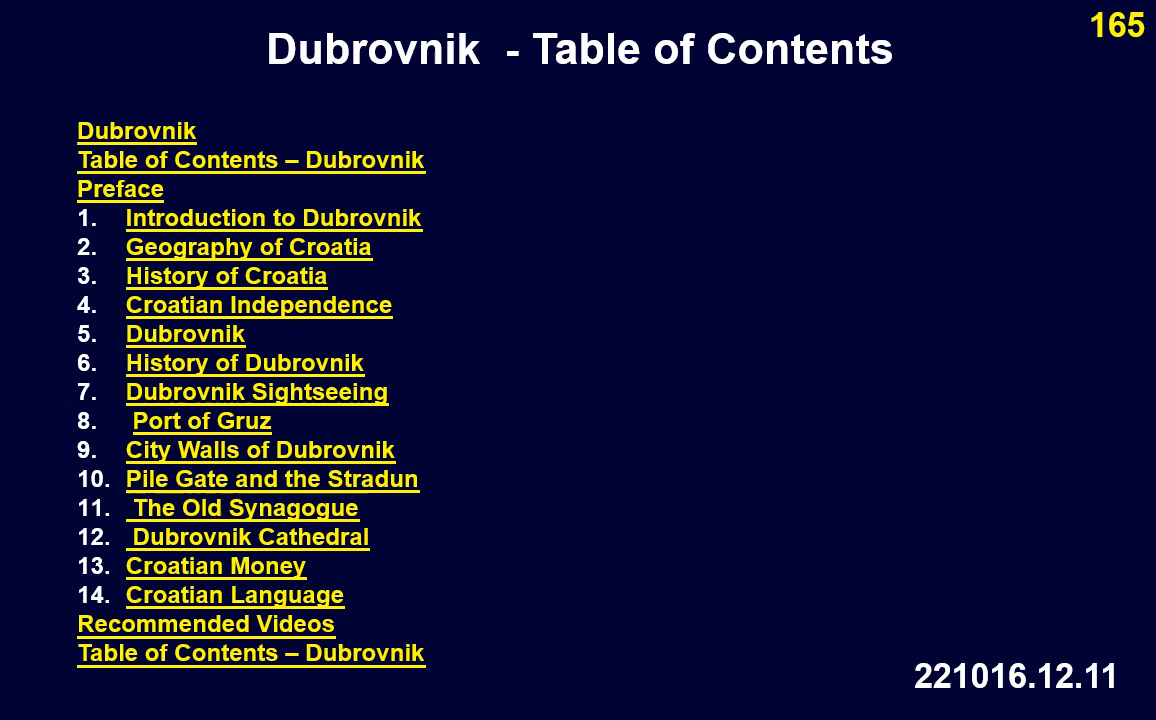 165
Dubrovnik - Table of Contents
Dubrovnik
Table of Contents – Dubrovnik
Preface
1. Introduction to Dubrovnik
2. Geography of Croatia
3. History of Croatia
4. Croatian Independence
5. Dubrovnik
6. History of Dubrovnik
7. Dubrovnik Sightseeing
8. Port of Gruz
9. City Walls of Dubrovnik
10. Pile Gate and the Stradun
11. The Old Synagogue
12. Dubrovnik Cathedral
13. Croatian Money
14. Croatian Language
Recommended Videos
Table of Contents – Dubrovnik
221016.12.11